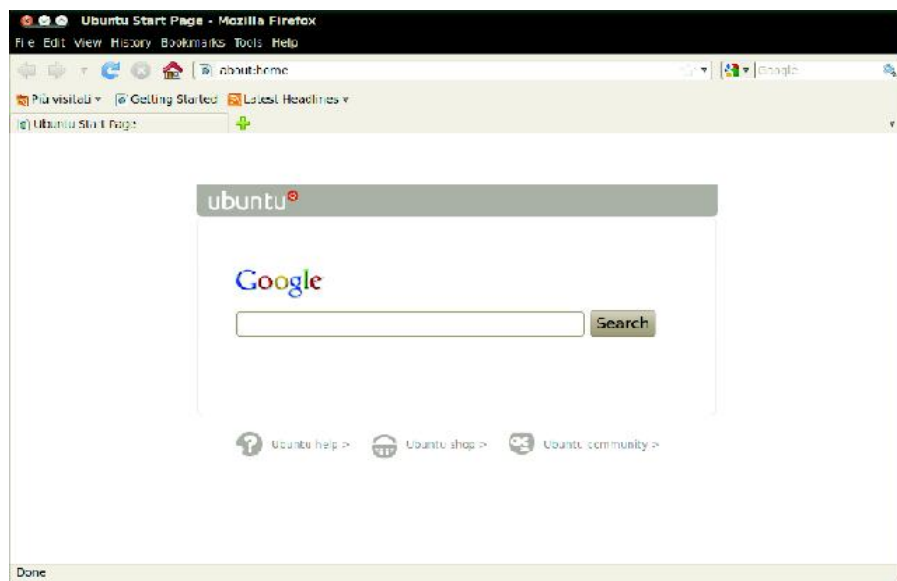 Ubuntu Start Page - Mozilla Firefox
File Edit View History Bookmarks Tools Help
about:home Google
Più visitati Getting Started Latest Headlines
Ubuntu Start Page
ubuntu
Google
Search
Ubuntu help > Ubuntu shop > Ubuntu community >
Done